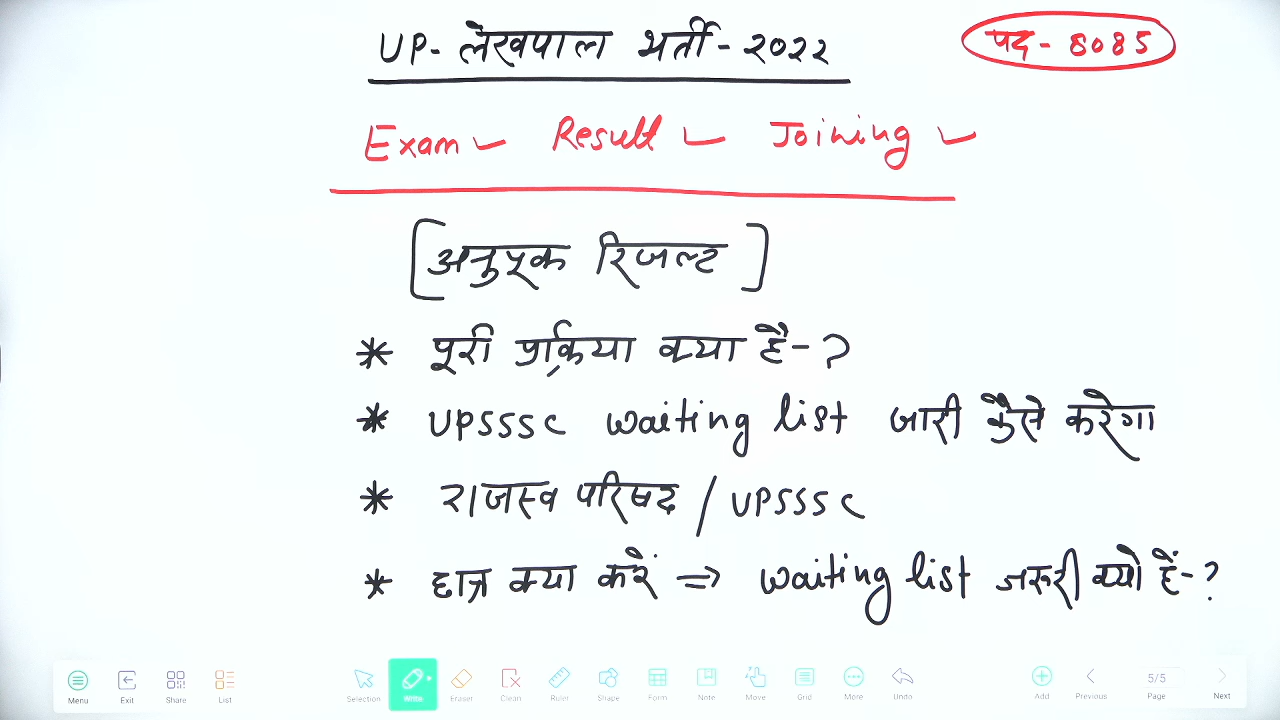 UP- लेखपाल भर्ती - २०२२
पद - 8085
Exam ✓ Result ✓ Joining ✓
[अनुपूरक रिजल्ट]
* पूरी प्रक्रिया क्या है - ?
* UPSSSC waiting list जारी कैसे करेगा
* राजस्व परिषद / UPSSSC
* छात्र क्या करें ⇒ waiting list जरूरी क्यो हैं - ?
Menu Exit Share List Selection Write Eraser Clean Ruler Shape Form Note Move Grid More Undo Add Previous 5/5 Page Next